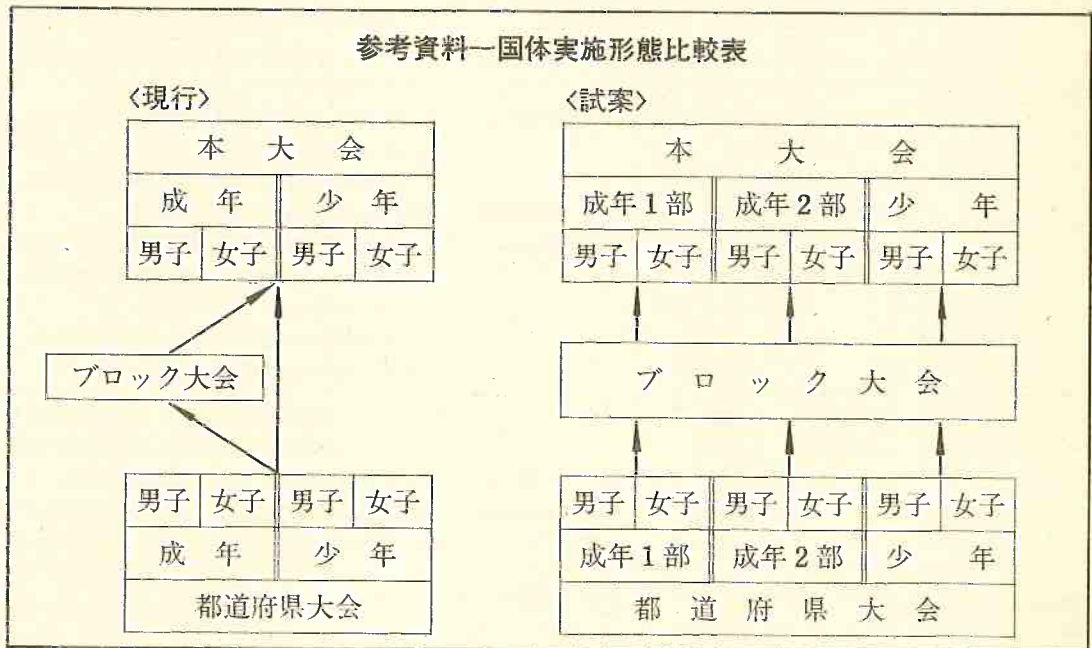 参考資料―国体実施形態比較表
〈現行〉
本大会
成年 少年
男子 女子 男子 女子
ブロック大会
男子 女子 男子 女子
成年 少年
都道府県大会
〈試案〉
本大会
成年1部 成年2部 少年
男子 女子 男子 女子 男子 女子
ブロック大会
男子 女子 男子 女子 男子 女子
成年1部 成年2部 少年
都道府県大会